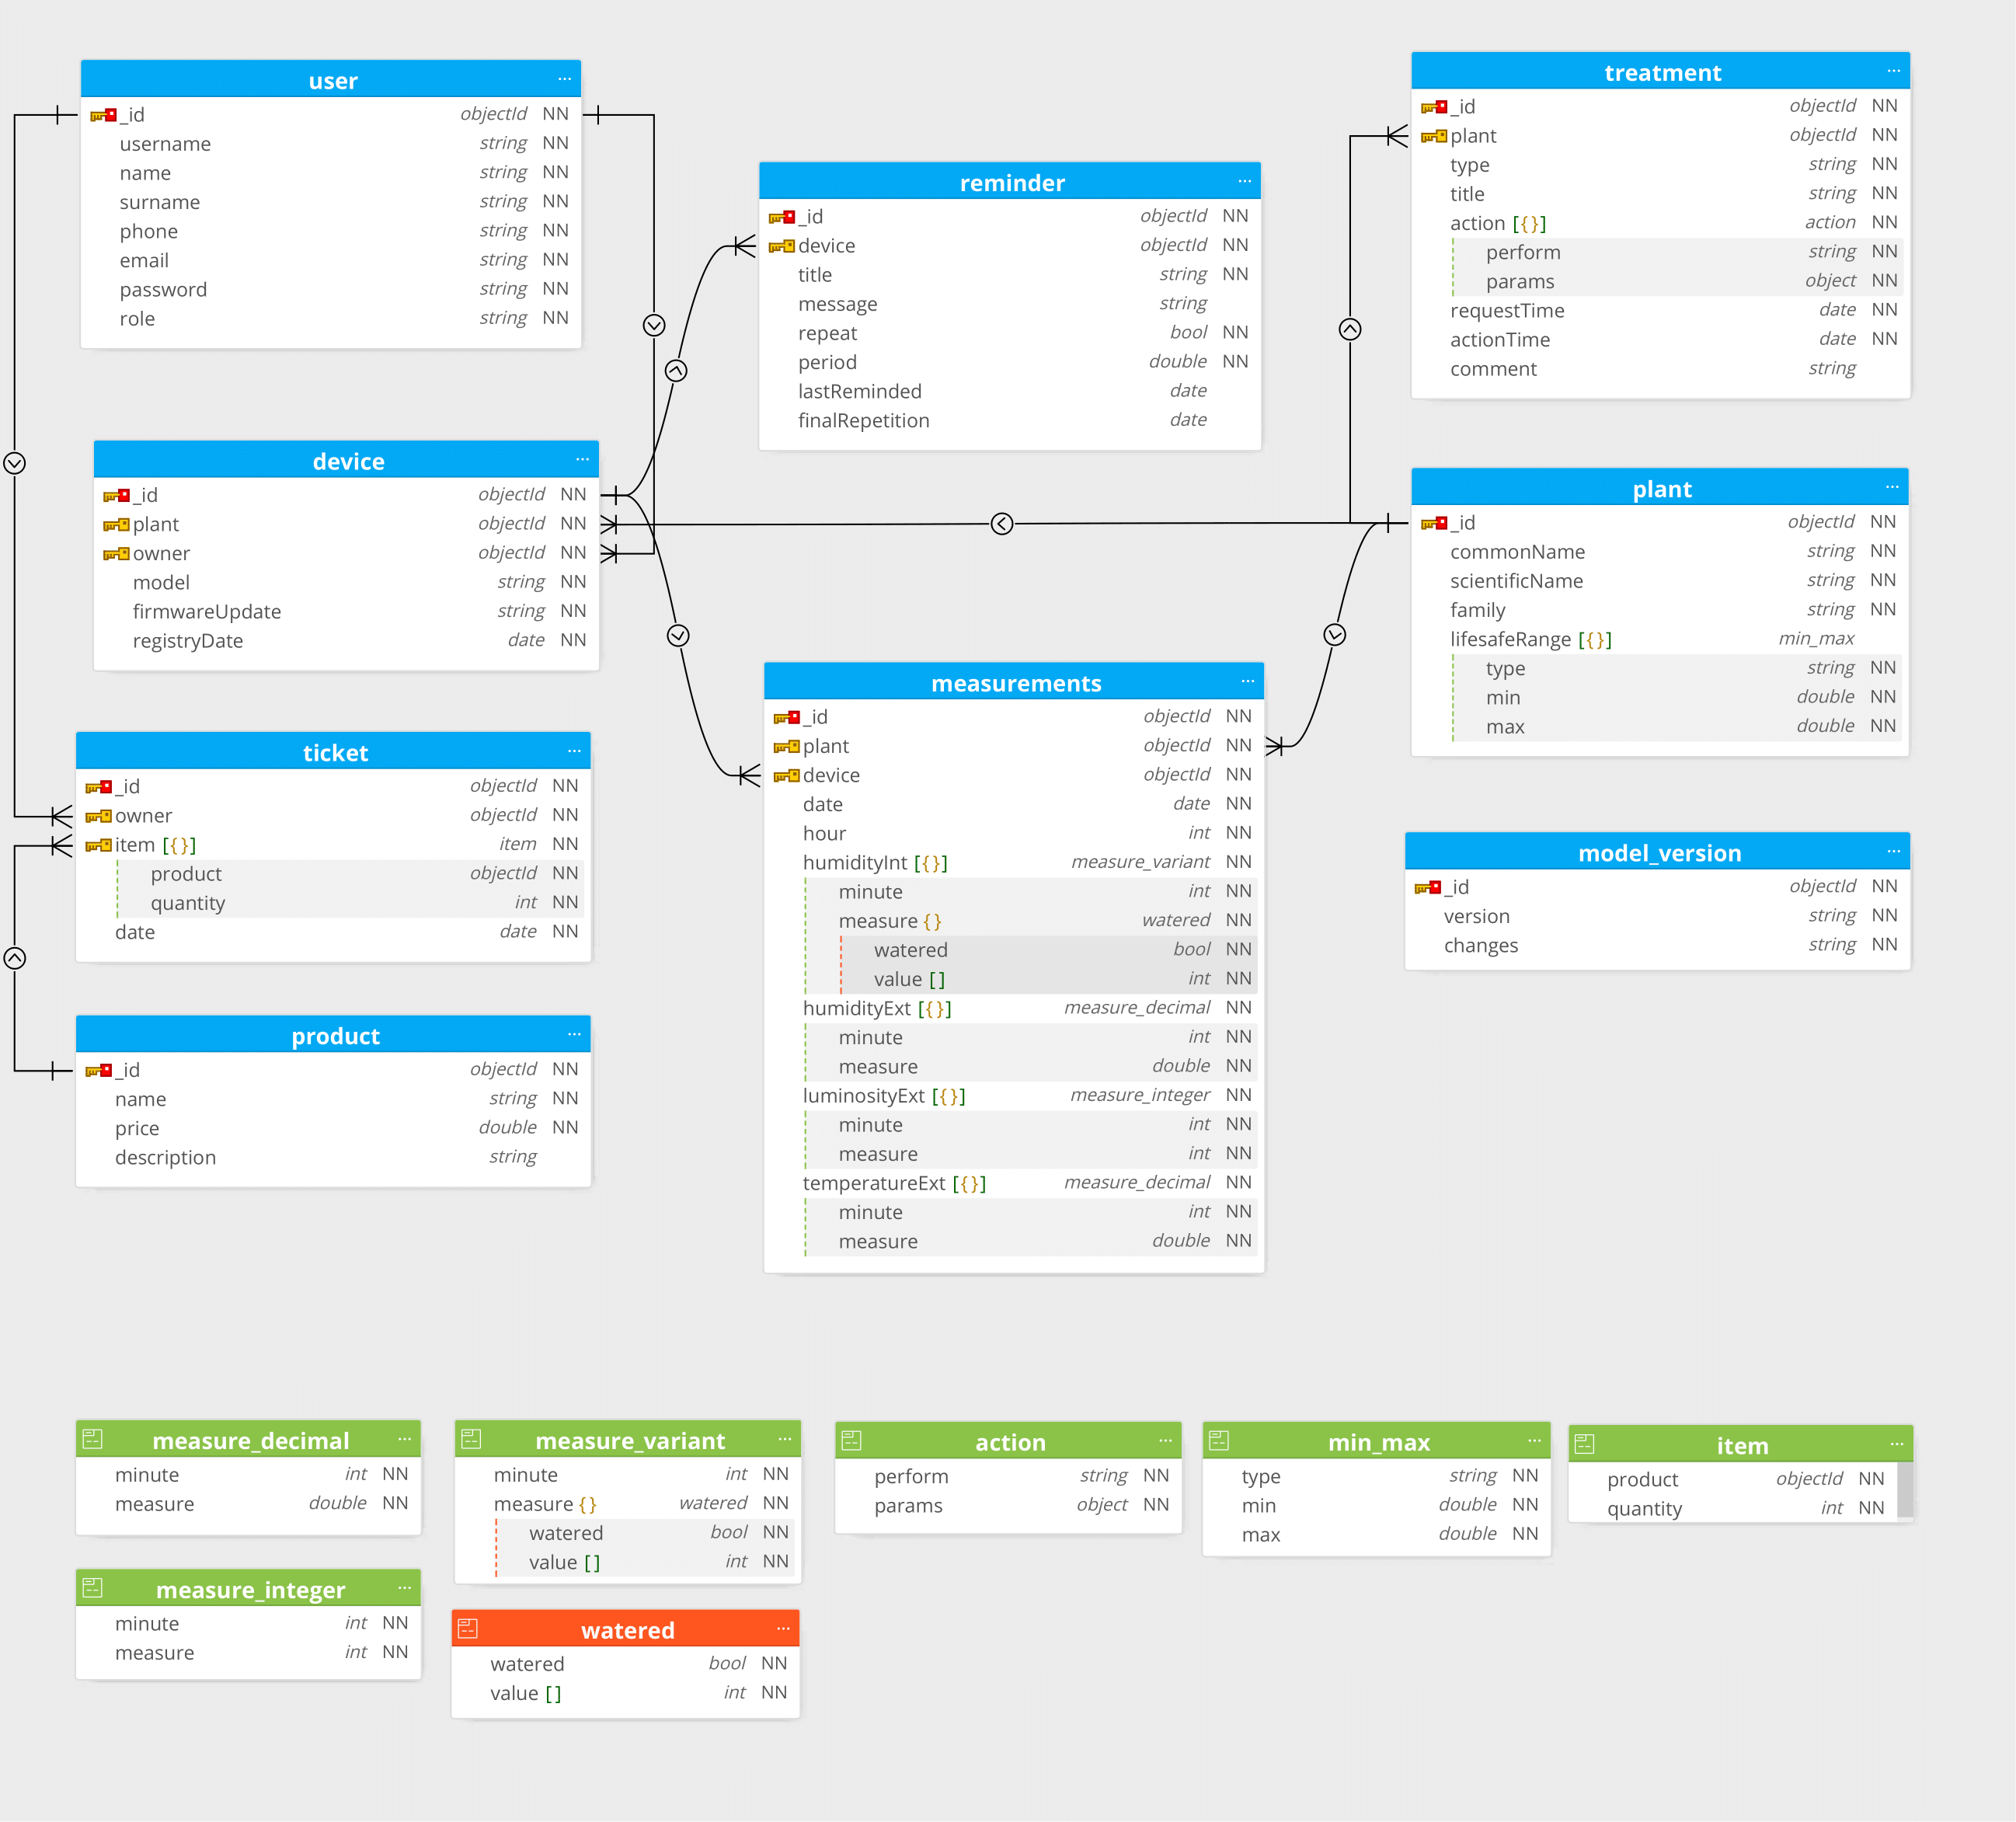 user ...
_id objectId NN
username string NN
name string NN
surname string NN
phone string NN
email string NN
password string NN
role string NN
device ...
_id objectId NN
plant objectId NN
owner objectId NN
model string NN
firmwareUpdate string NN
registryDate date NN
ticket ...
_id objectId NN
owner objectId NN
item [{}] item NN
product objectId NN
quantity int NN
date date NN
product ...
_id objectId NN
name string NN
price double NN
description string
reminder ...
_id objectId NN
device objectId NN
title string NN
message string
repeat bool NN
period double NN
lastReminded date
finalRepetition date
measurements ...
_id objectId NN
plant objectId NN
device objectId NN
date date NN
hour int NN
humidityInt [{}] measure_variant NN
minute int NN
measure {} watered NN
watered bool NN
value [] int NN
humidityExt [{}] measure_decimal NN
minute int NN
measure double NN
luminosityExt [{}] measure_integer NN
minute int NN
measure int NN
temperatureExt [{}] measure_decimal NN
minute int NN
measure double NN
treatment ...
_id objectId NN
plant objectId NN
type string NN
title string NN
action [{}] action NN
perform string NN
params object NN
requestTime date NN
actionTime date NN
comment string
plant ...
_id objectId NN
commonName string NN
scientificName string NN
family string NN
lifesafeRange [{}] min_max
type string NN
min double NN
max double NN
model_version ...
_id objectId NN
version string NN
changes string NN
measure_decimal ...
minute int NN
measure double NN
measure_integer ...
minute int NN
measure int NN
measure_variant ...
minute int NN
measure {} watered NN
watered bool NN
value [] int NN
watered ...
watered bool NN
value [] int NN
action ...
perform string NN
params object NN
min_max ...
type string NN
min double NN
max double NN
item ...
product objectId NN
quantity int NN